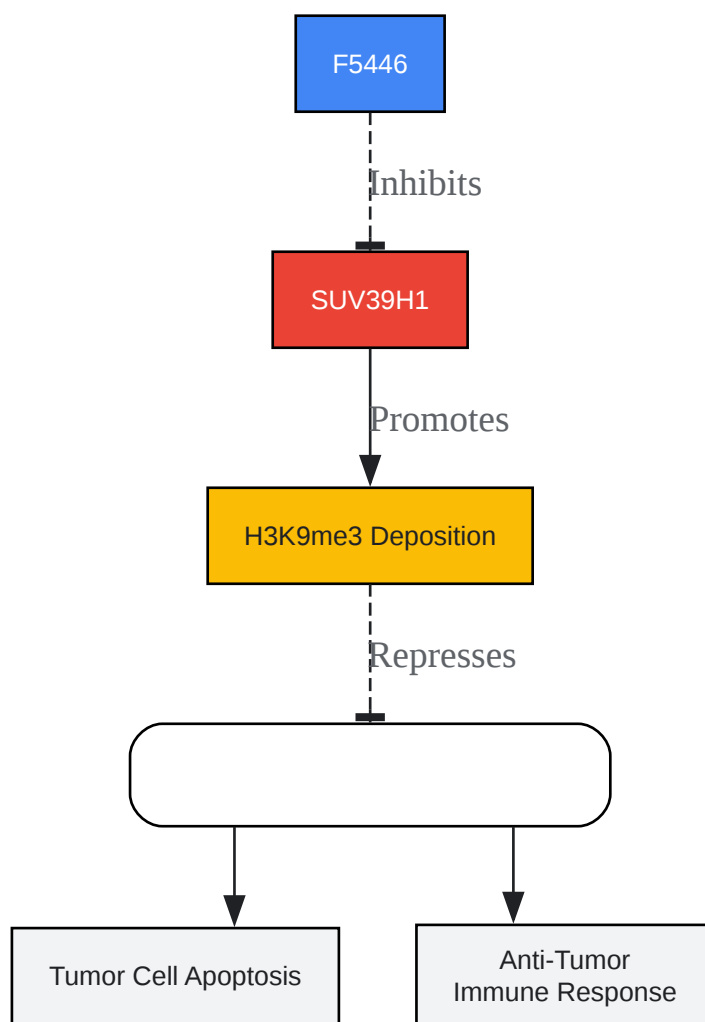 F5446
Inhibits
SUV39H1
Promotes
H3K9me3 Deposition
Represses
Tumor Cell Apoptosis
Anti-Tumor
Immune Response